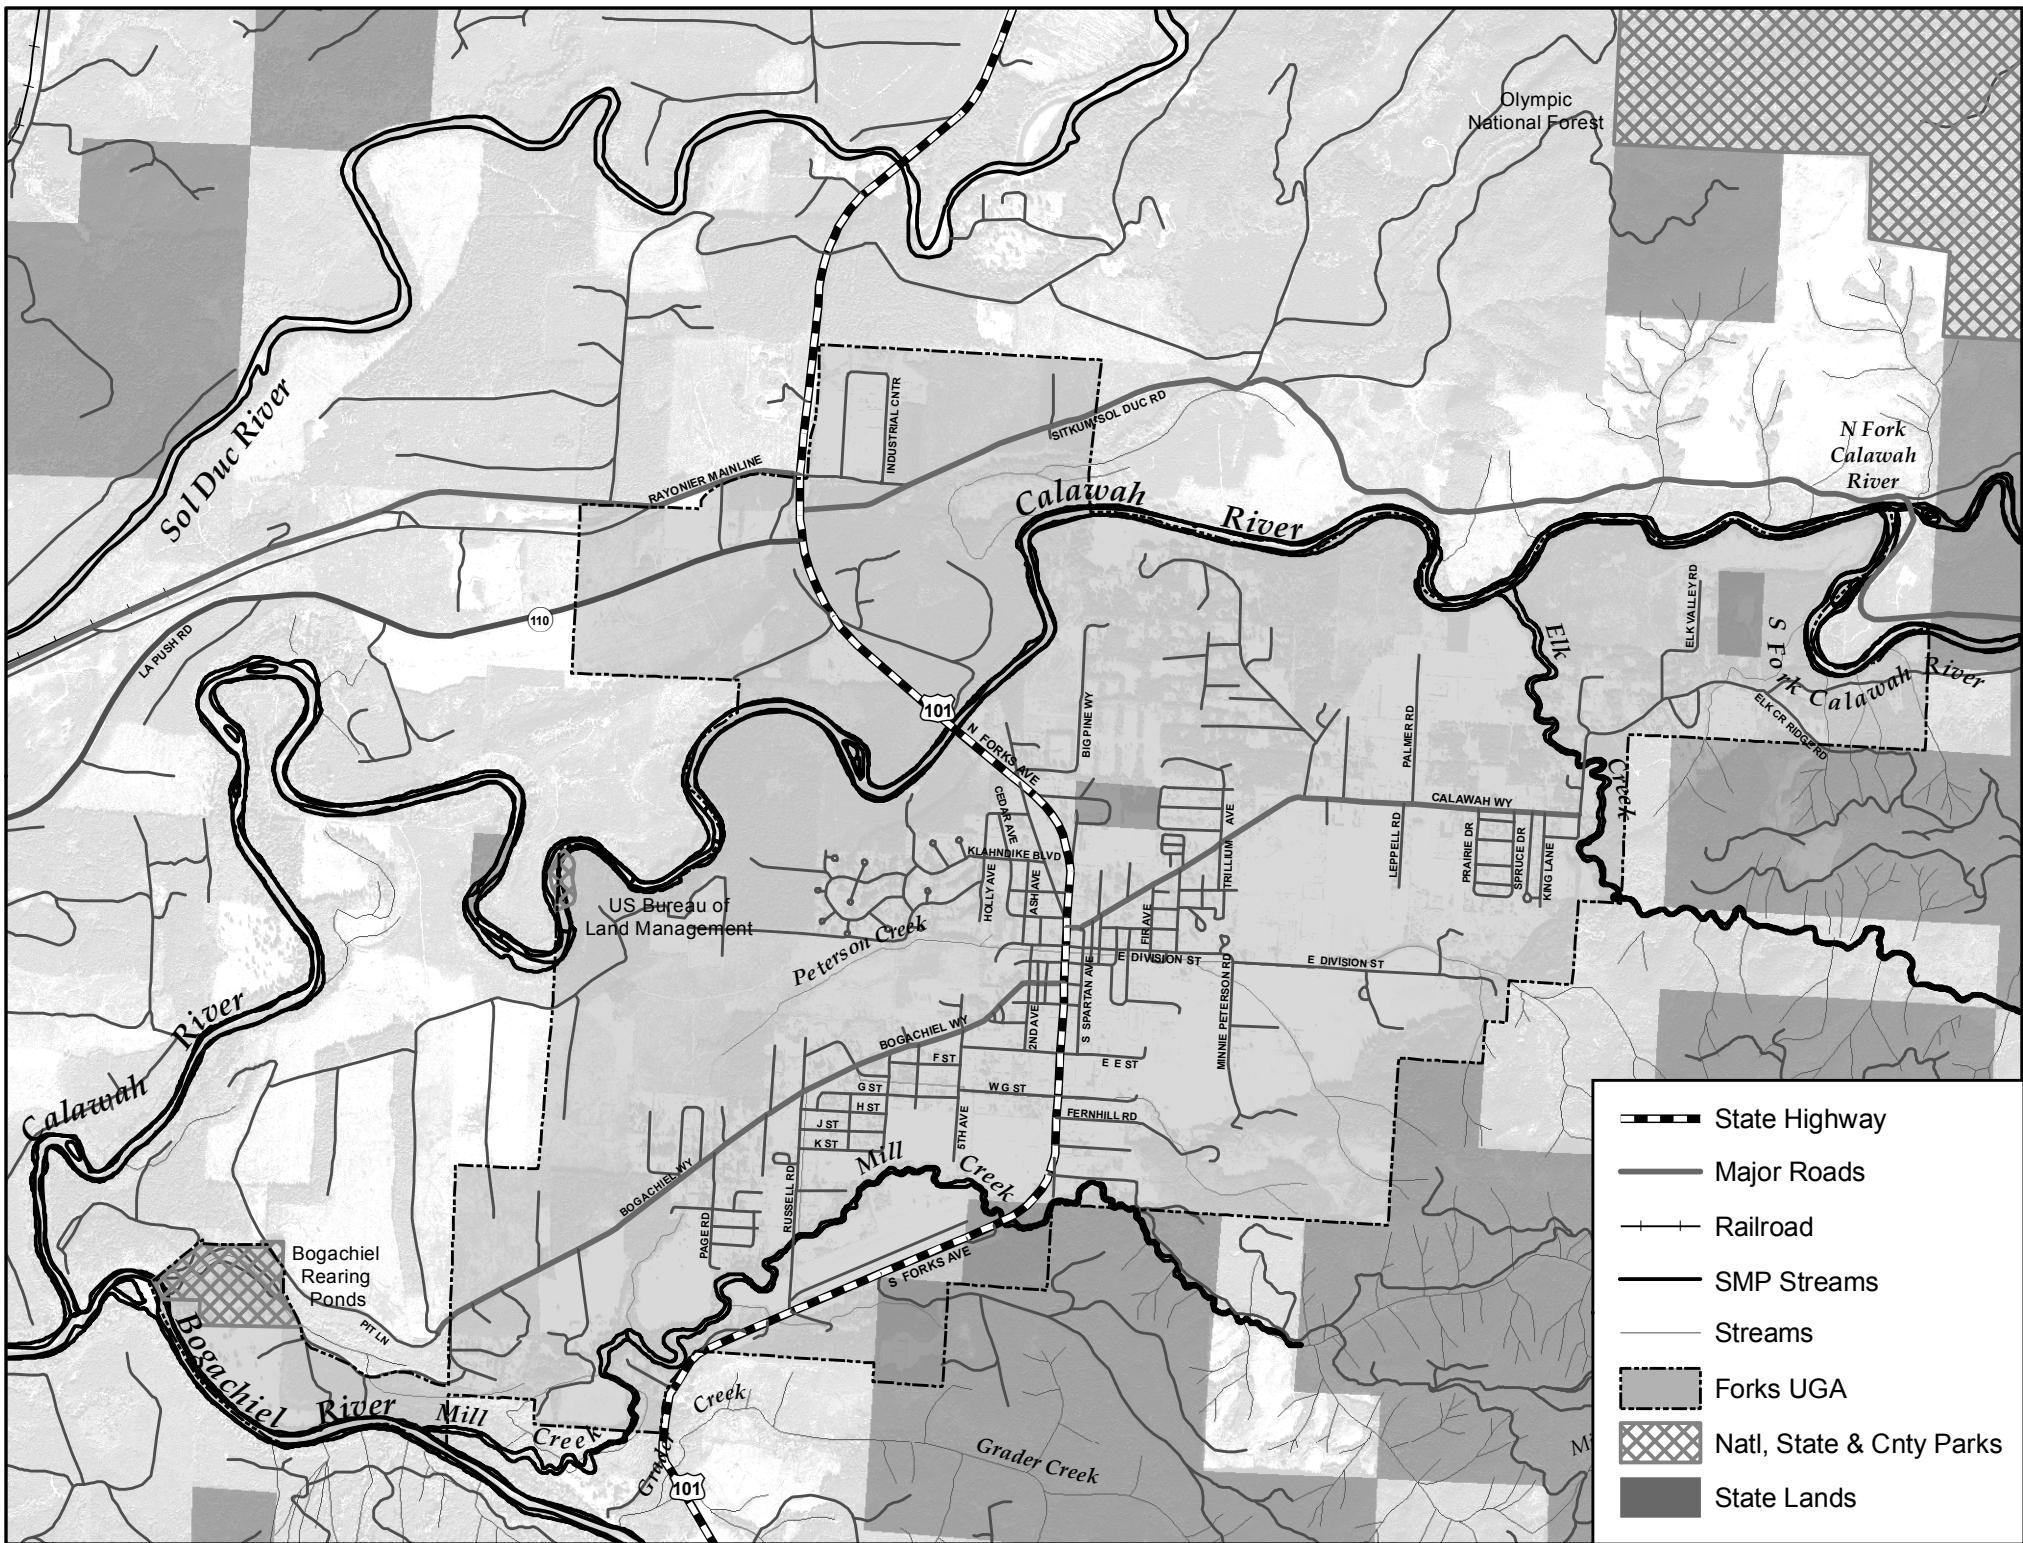 Olympic
National Forest
INDUSTRIAL CNTR
SITKUM SOL DUC RD
Sol Duc River
N Fork
Calawah
River
RAYONIER MAINLINE
Calawah River
110
LA PUSH RD
ELK VALLEY RD
Elk Creek
S Fork Calawah River
ELK CR RIDGE RD
101
N FORKS AVE
BIG PINE WY
PALMER RD
CEDAR AVE
KLAHNDIKE BLVD
TRILLIUM AVE
CALAWAH WY
LEPPELL RD
PRAIRIE DR
SPRUCE DR
KING LANE
HOLLY AVE
ASH AVE
FIR AVE
US Bureau of
Land Management
Peterson Creek
E DIVISION ST
E DIVISION ST
MINNIE PETERSON RD
S SPARTAN AVE
2ND AVE
BOGACHIEL WY
F ST
E E ST
G ST
W G ST
H ST
FERNHILL RD
J ST
K ST
5TH AVE
Calawah River
Mill Creek
BOGACHIEL WY
PAGE RD
RUSSELL RD
S FORKS AVE
Bogachiel
Rearing
Ponds
PIT LN
Bogachiel River
Mill Creek
Grader Creek
Grader Creek
101
Mi
State Highway
Major Roads
Railroad
SMP Streams
Streams
Forks UGA
Natl, State & Cnty Parks
State Lands